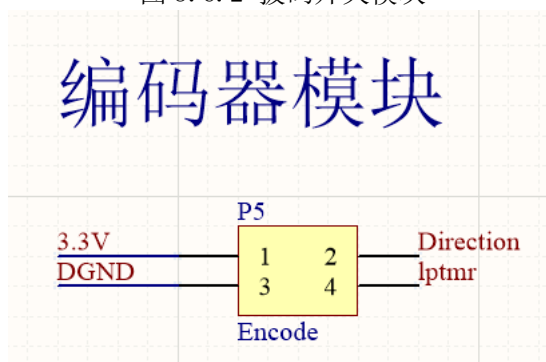 编码器模块
P5
3.3V 1 2 Direction
DGND 3 4 lptmr
Encode